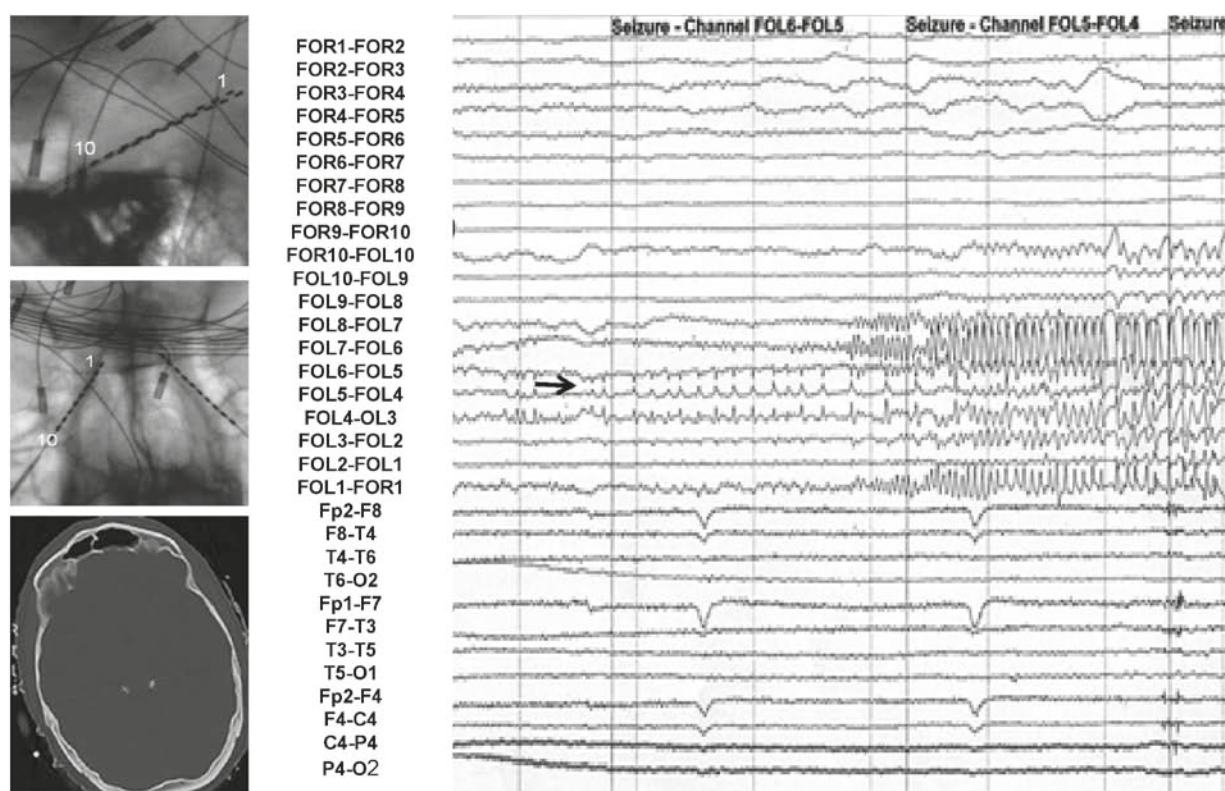 1
10
1
10
FOR1-FOR2
FOR2-FOR3
FOR3-FOR4
FOR4-FOR5
FOR5-FOR6
FOR6-FOR7
FOR7-FOR8
FOR8-FOR9
FOR9-FOR10
FOR10-FOL10
FOL10-FOL9
FOL9-FOL8
FOL8-FOL7
FOL7-FOL6
FOL6-FOL5
FOL5-FOL4
FOL4-OL3
FOL3-FOL2
FOL2-FOL1
FOL1-FOR1
Fp2-F8
F8-T4
T4-T6
T6-O2
Fp1-F7
F7-T3
T3-T5
T5-O1
Fp2-F4
F4-C4
C4-P4
P4-O2
Seizure - Channel FOL6-FOL5
Seizure - Channel FOL5-FOL4
Seizure